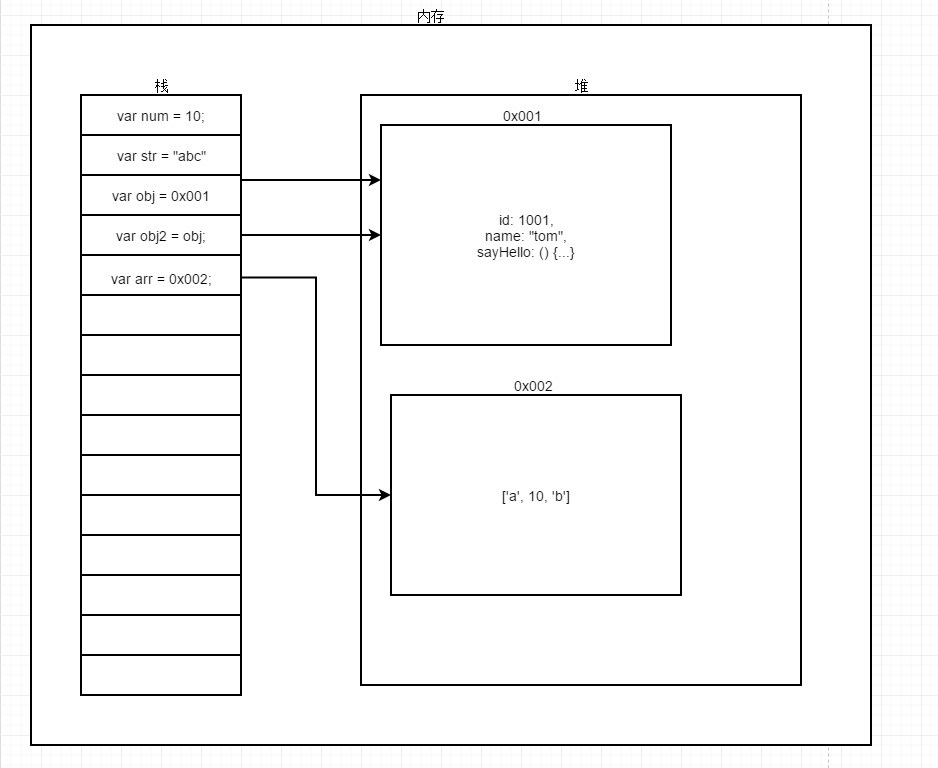 内存
栈
堆
var num = 10;
var str = "abc"
var obj = 0x001
var obj2 = obj;
var arr = 0x002;
0x001
id: 1001,
name: "tom",
sayHello: () {...}
0x002
['a', 10, 'b']